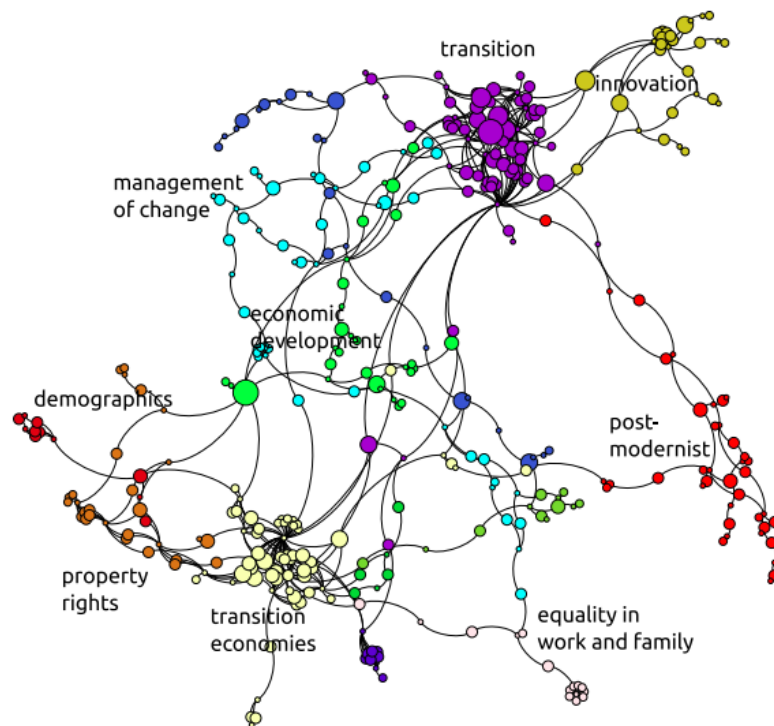 transition
innovation
management
of change
economic
development
demographics
post-
modernist
property
rights
transition
economies
equality in
work and family